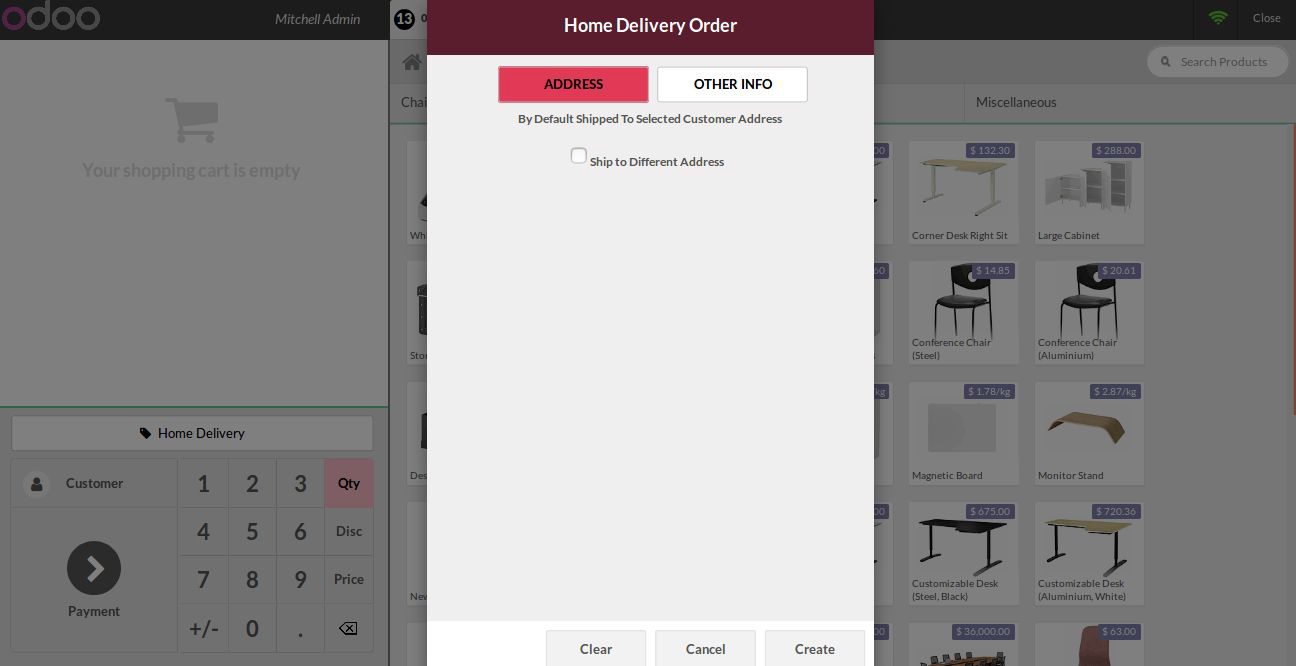 odoo
Mitchell Admin
13
Close
Home Delivery Order
ADDRESS
OTHER INFO
By Default Shipped To Selected Customer Address
Ship to Different Address
Search Products
Miscellaneous
Your shopping cart is empty
$ 132.30
$ 288.00
Corner Desk Right Sit
Large Cabinet
$ 14.85
$ 20.61
Conference Chair
(Steel)
Conference Chair
(Aluminium)
$ 1.78/kg
$ 2.87/kg
Magnetic Board
Monitor Stand
$ 675.00
$ 720.36
Customizable Desk
(Steel, Black)
Customizable Desk
(Aluminium, White)
$ 36,000.00
$ 63.00
Home Delivery
Customer
1 2 3 Qty
4 5 6 Disc
7 8 9 Price
+/- 0 .
Payment
Clear
Cancel
Create